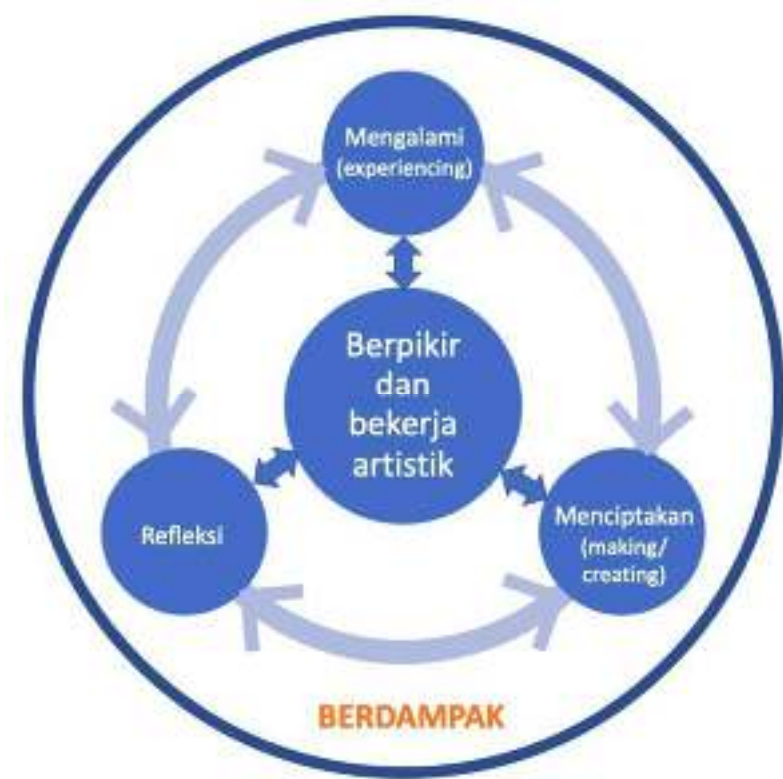 Mengalami
(experiencing)
Berpikir
dan
bekerja
artistik
Refleksi
Menciptakan
(making/
creating)
BERDAMPAK